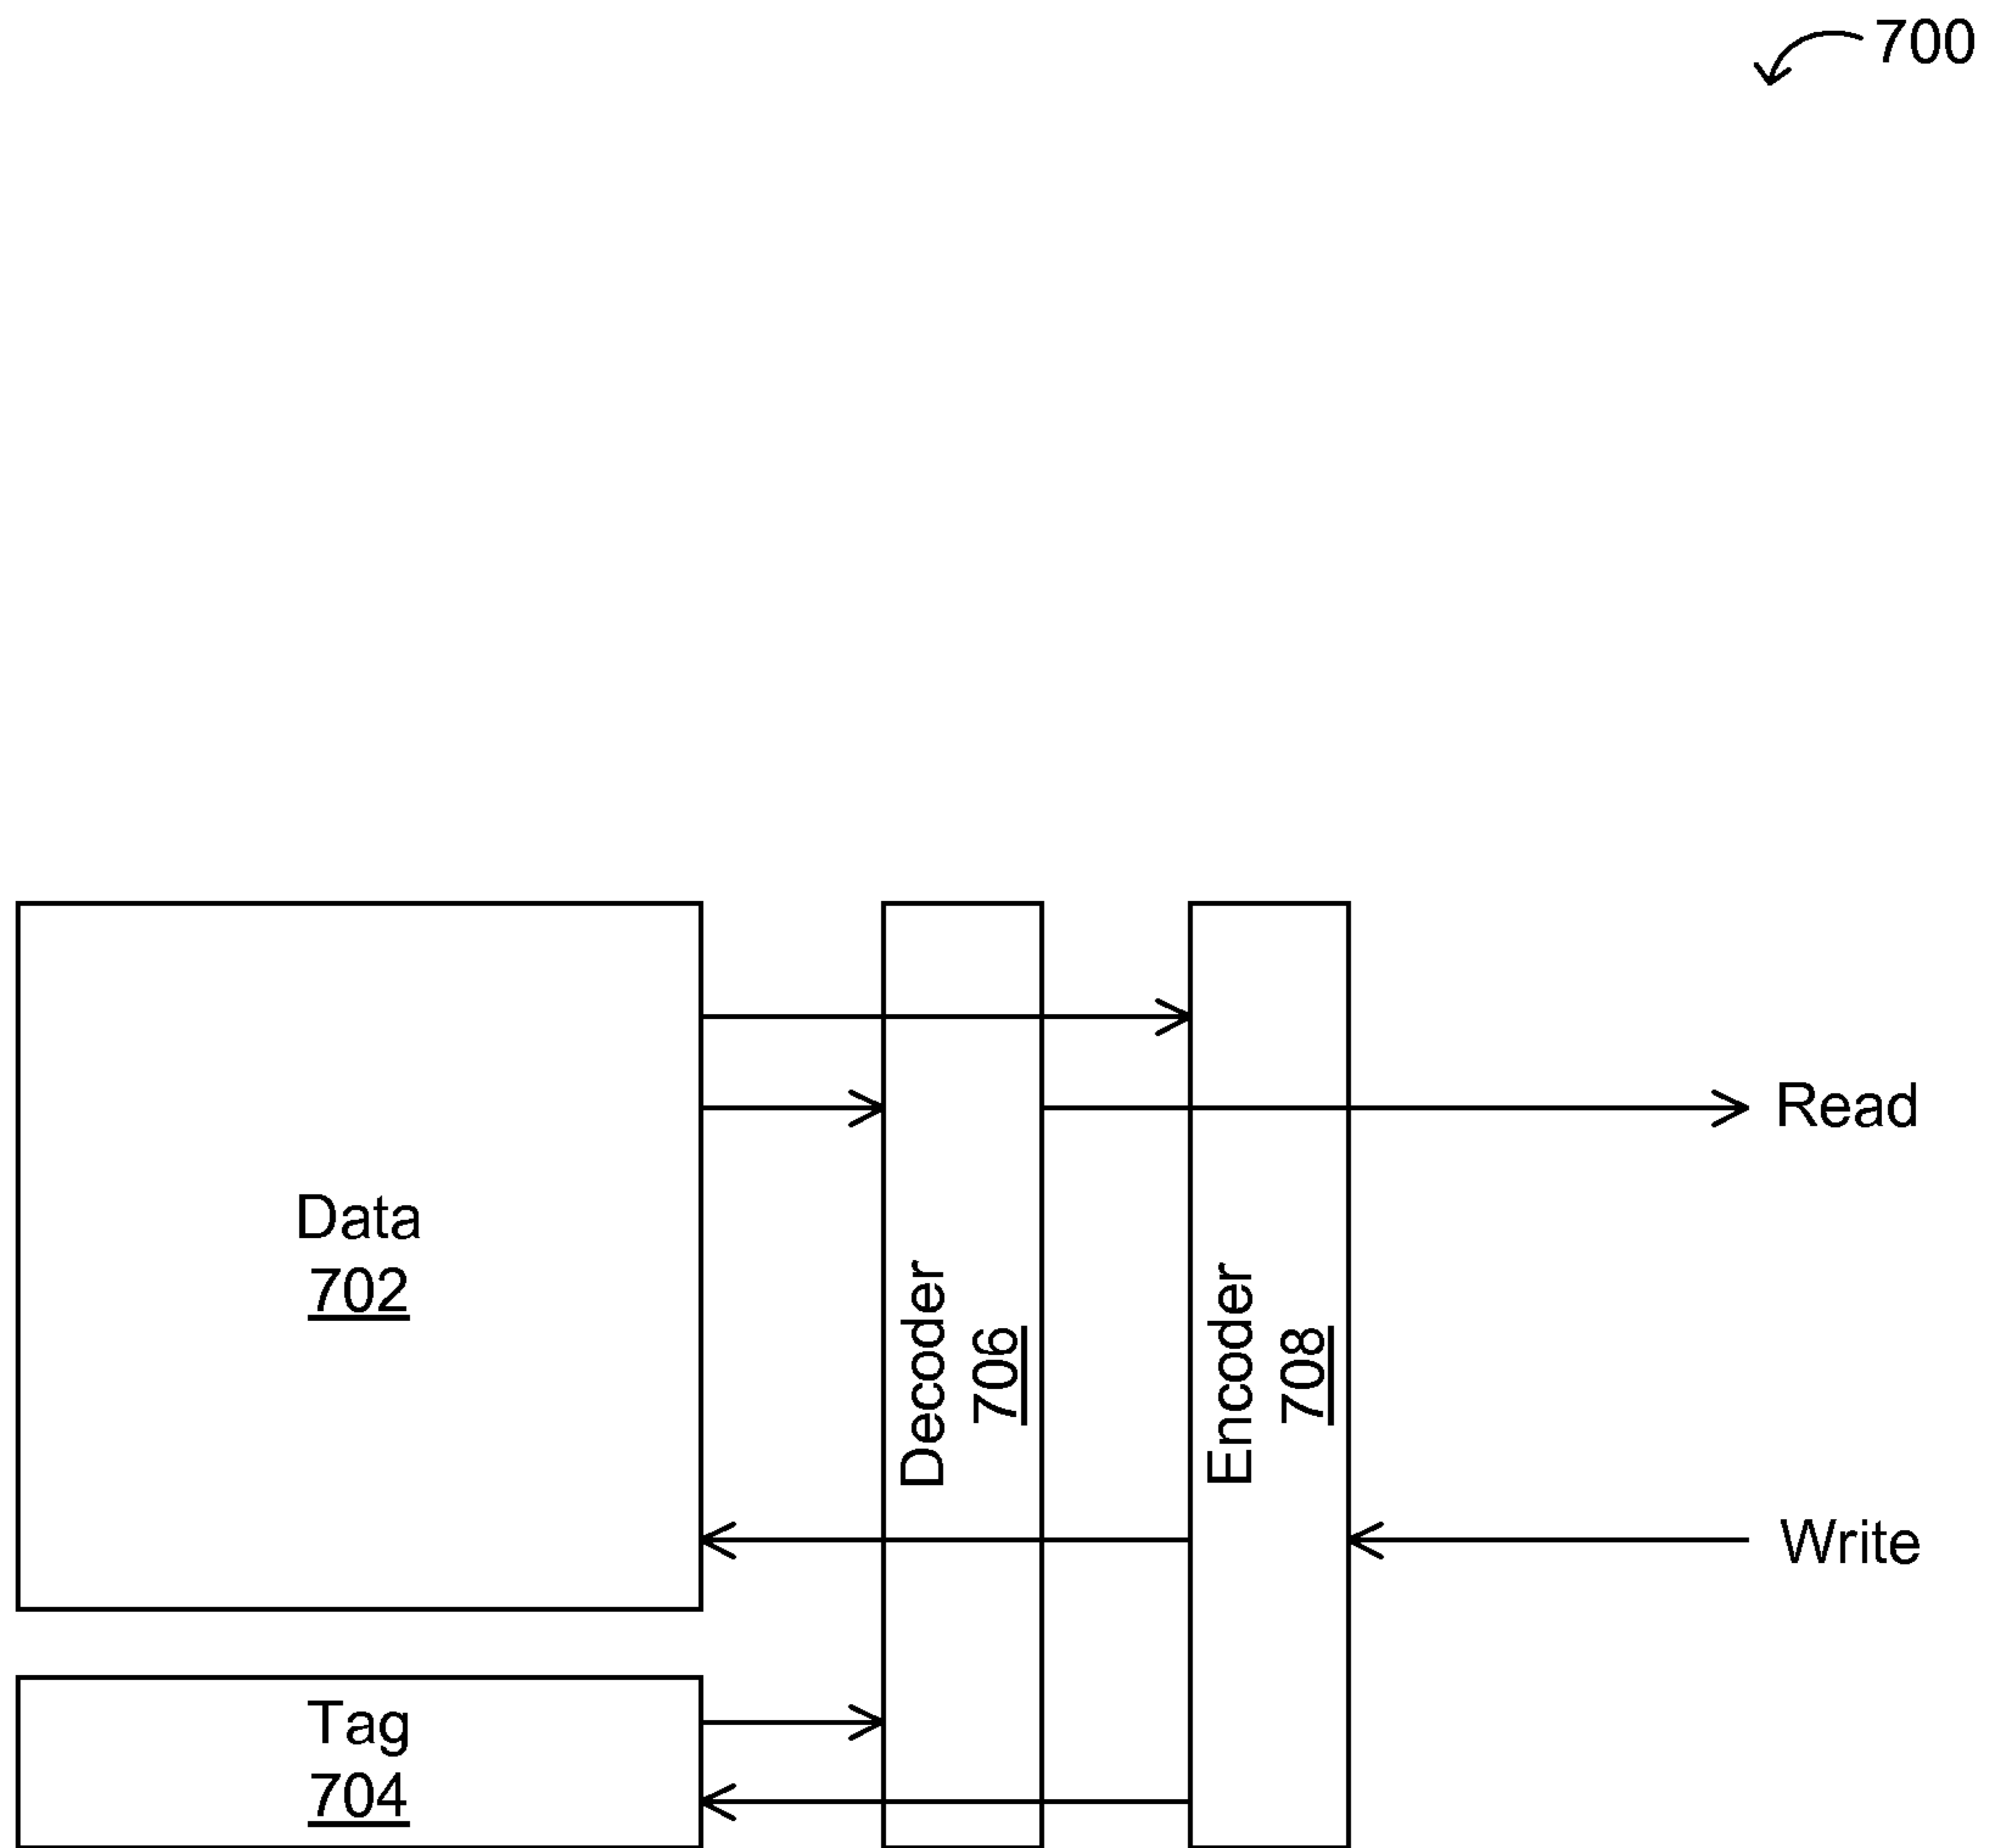 700
Read
Data
702
Decoder
706
Encoder
708
Write
Tag
704